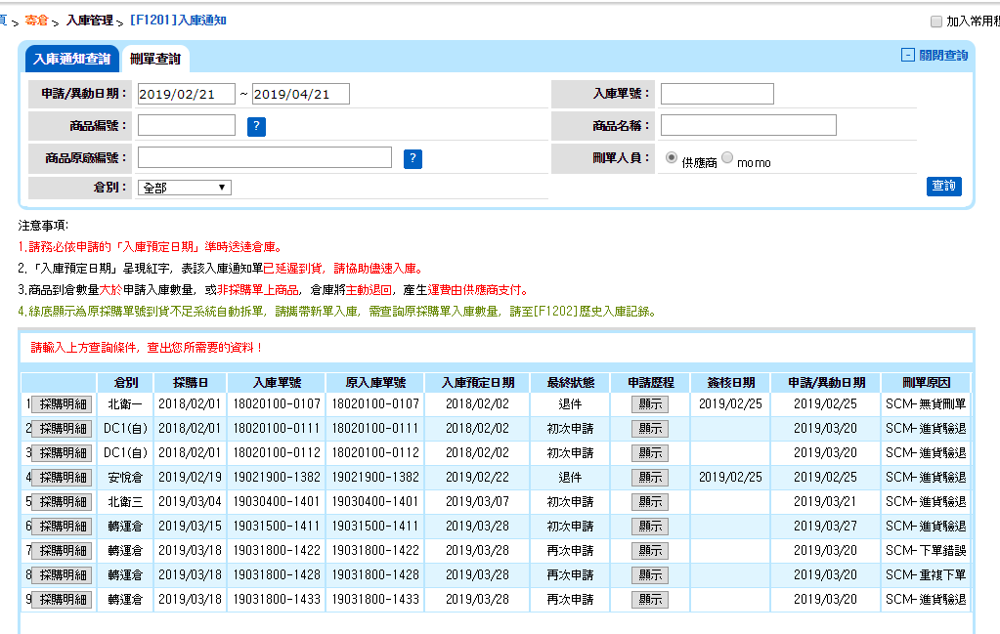 頁 > 寄倉 > 入庫管理 > [F1201]入庫通知
加入常用程
入庫通知查詢 刪單查詢
- 關閉查詢
申請/異動日期： 2019/02/21 ~ 2019/04/21 入庫單號：
商品編號： ? 商品名稱：
商品原廠編號： ? 刪單人員： 供應商 momo
倉別： 全部 ▼ 查詢
注意事項:
1.請務必依申請的「入庫預定日期」準時送達倉庫。
2.「入庫預定日期」呈現紅字，表該入庫通知單已延遲到貨，請協助儘速入庫。
3.商品到倉數量大於申請入庫數量，或非採購單上商品，倉庫將主動退回，產生運費由供應商支付。
4.綠底顯示為原採購單號到貨不足系統自動拆單，請攜帶新單入庫，需查詢原採購單入庫數量，請至[F1202]歷史入庫記錄。
請輸入上方查詢條件，查出您所需要的資料！
倉別 採購日 入庫單號 原入庫單號 入庫預定日期 最終狀態 申請歷程 簽核日期 申請/異動日期 刪單原因
1 採購明細 北衛一 2018/02/01 18020100-0107 18020100-0107 2018/02/02 退件 顯示 2019/02/25 2019/02/25 SCM-無貨刪單
2 採購明細 DC1(自) 2018/02/01 18020100-0111 18020100-0111 2018/02/02 初次申請 顯示 2019/03/20 SCM-進貨驗退
3 採購明細 DC1(自) 2018/02/01 18020100-0112 18020100-0112 2018/02/02 初次申請 顯示 2019/03/20 SCM-進貨驗退
4 採購明細 安悅倉 2019/02/19 19021900-1382 19021900-1382 2019/02/22 退件 顯示 2019/02/25 2019/02/25 SCM-進貨驗退
5 採購明細 北衛三 2019/03/04 19030400-1401 19030400-1401 2019/03/07 初次申請 顯示 2019/03/21 SCM-進貨驗退
6 採購明細 轉運倉 2019/03/15 19031500-1411 19031500-1411 2019/03/28 初次申請 顯示 2019/03/27 SCM-進貨驗退
7 採購明細 轉運倉 2019/03/18 19031800-1422 19031800-1422 2019/03/28 再次申請 顯示 2019/03/20 SCM-下單錯誤
8 採購明細 轉運倉 2019/03/18 19031800-1428 19031800-1428 2019/03/28 再次申請 顯示 2019/03/20 SCM-重複下單
9 採購明細 轉運倉 2019/03/18 19031800-1433 19031800-1433 2019/03/28 再次申請 顯示 2019/03/20 SCM-進貨驗退